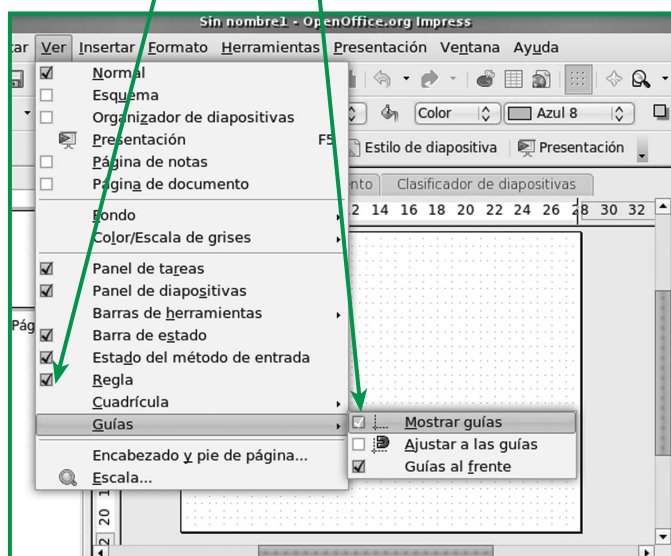 Sin nombre1 - OpenOffice.org Impress
ar Ver Insertar Formato Herramientas Presentación Ventana Ayuda
Normal
Esquema
Organizador de diapositivas
Presentación F5
Página de notas
Página de documento
Fondo
Color/Escala de grises
Panel de tareas
Panel de diapositivas
Barras de herramientas
Barra de estado
Estado del método de entrada
Regla
Cuadrícula
Guías
Encabezado y pie de página...
Escala...
Mostrar guías
Ajustar a las guías
Guías al frente
Color Azul 8
Estilo de diapositiva Presentación
nto Clasificador de diapositivas
2 14 16 18 20 22 24 26 28 30 32
Pág
20